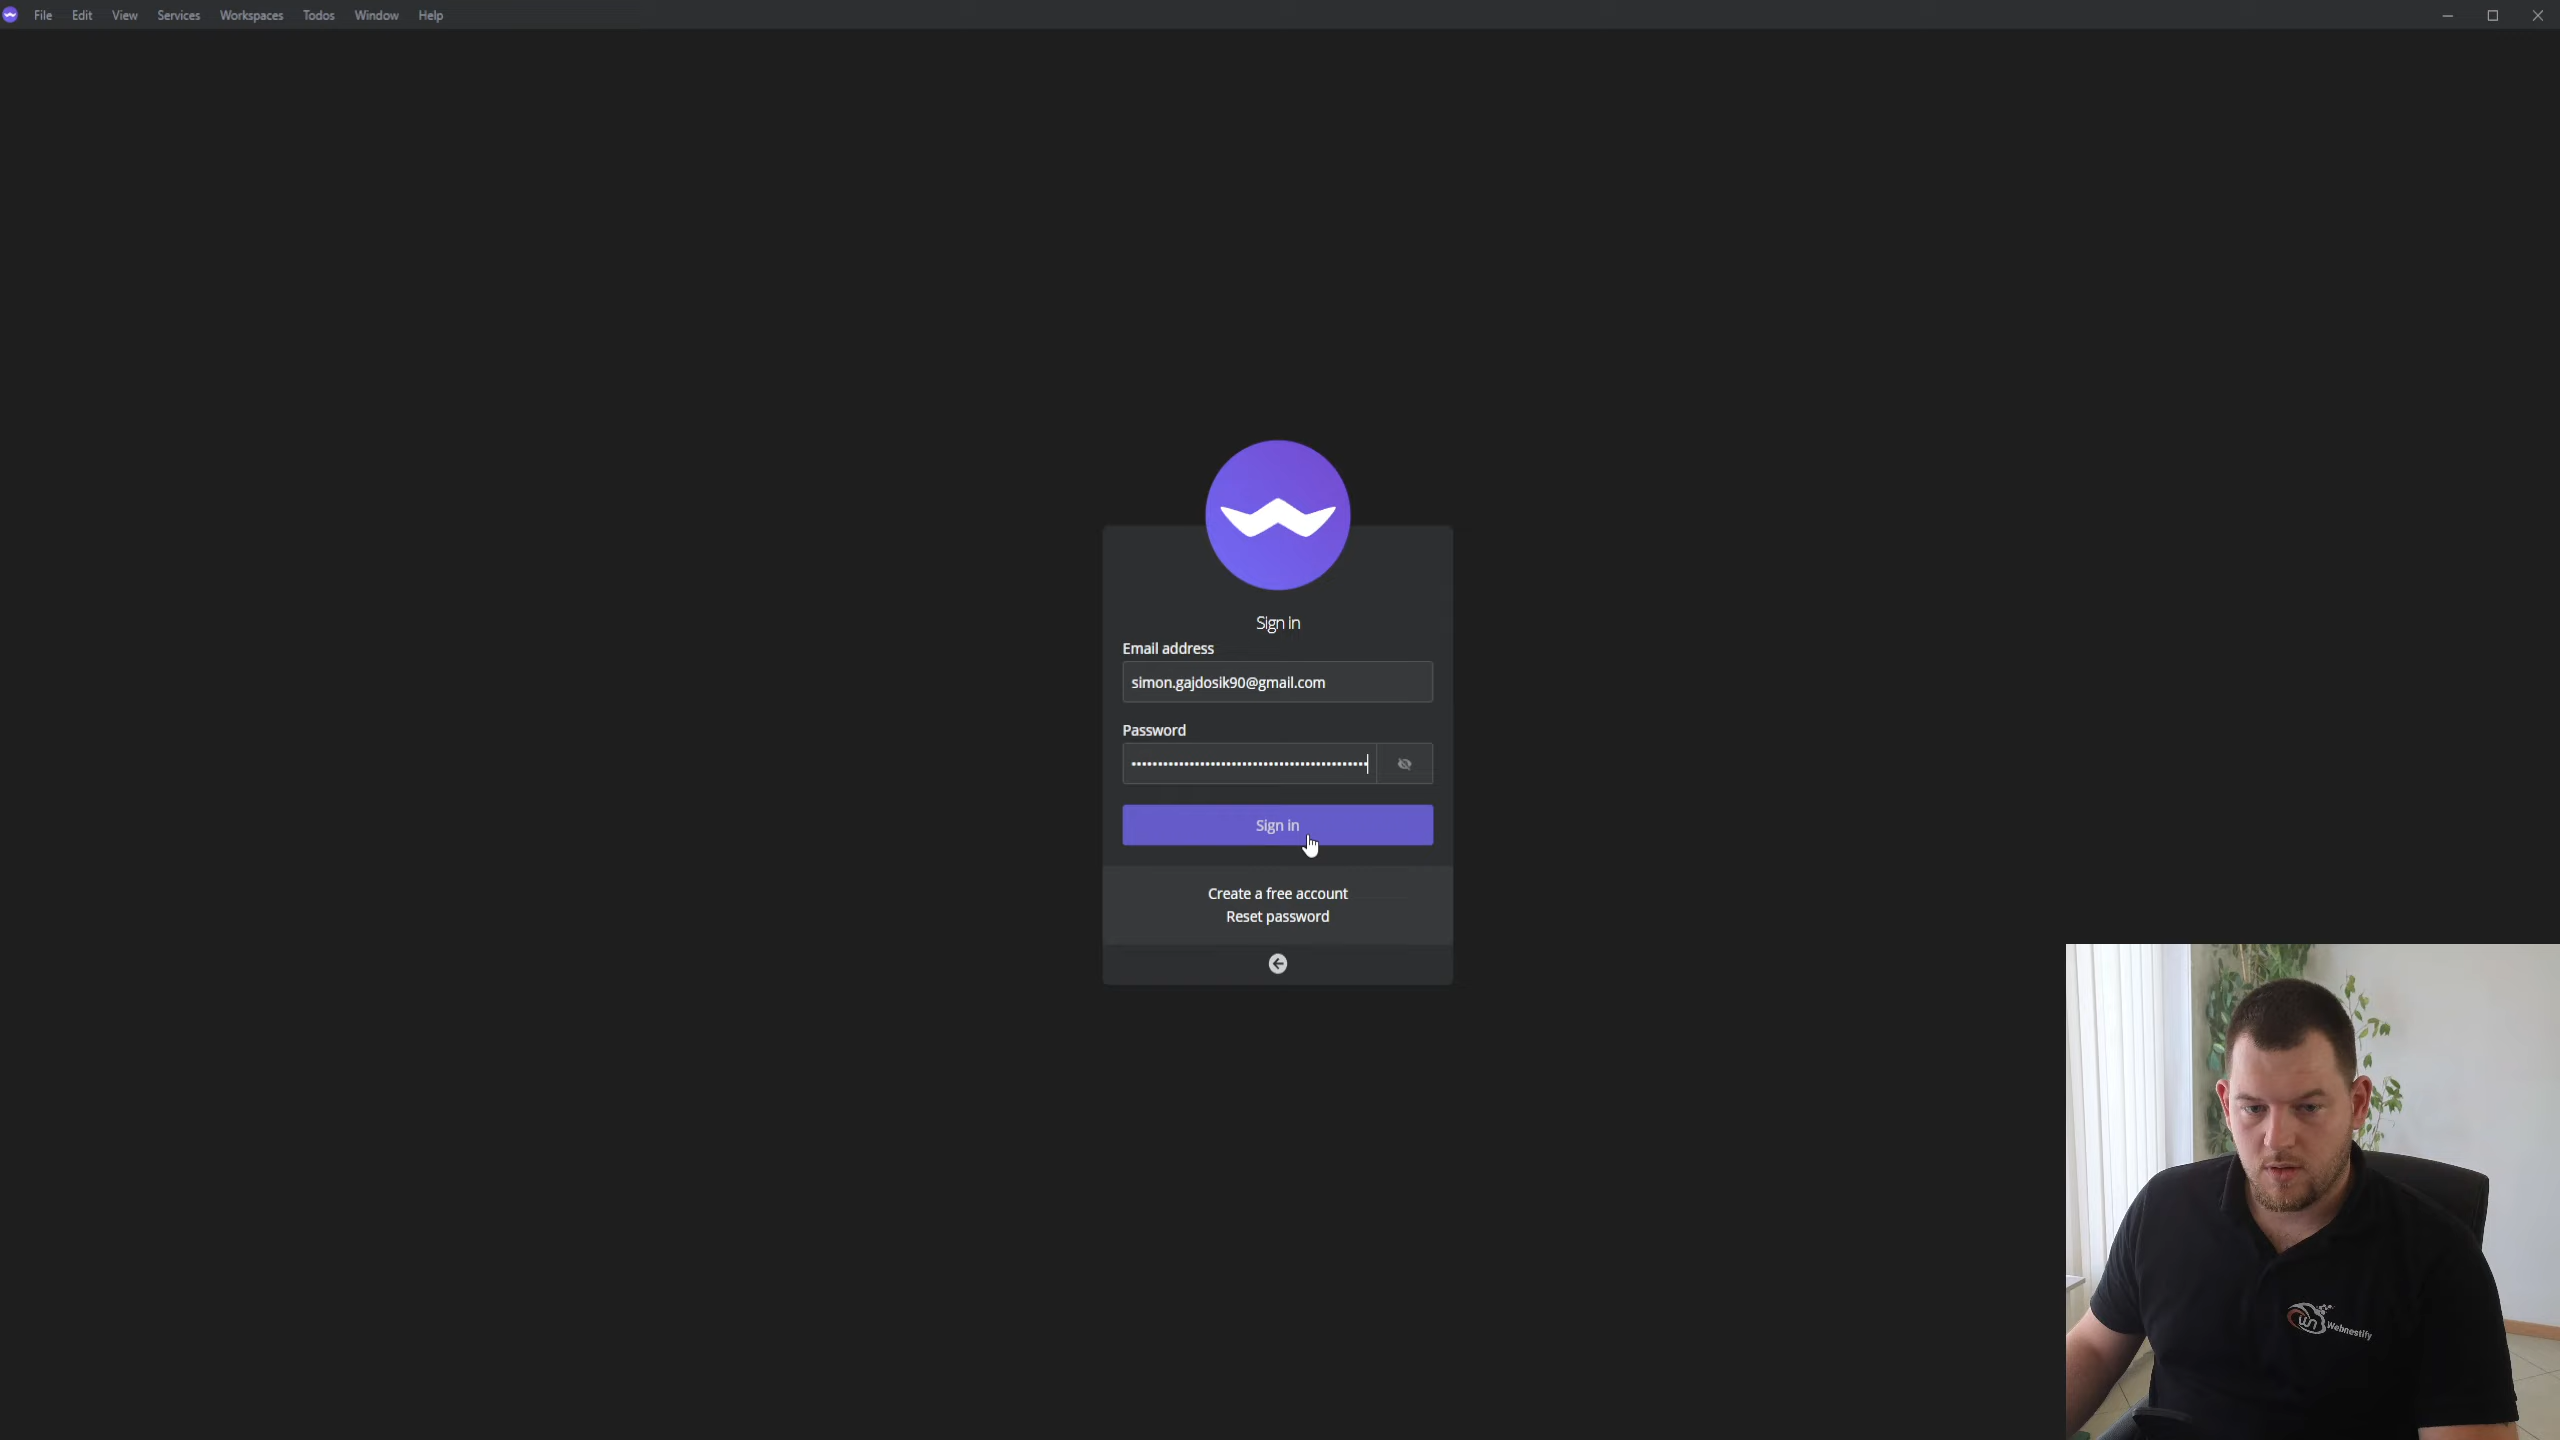 File Edit View Services Workspaces Todos Window Help
Sign in
Email address
simon.gajdosik90@gmail.com
Password
Sign in
Create a free account
Reset password
Webnestify